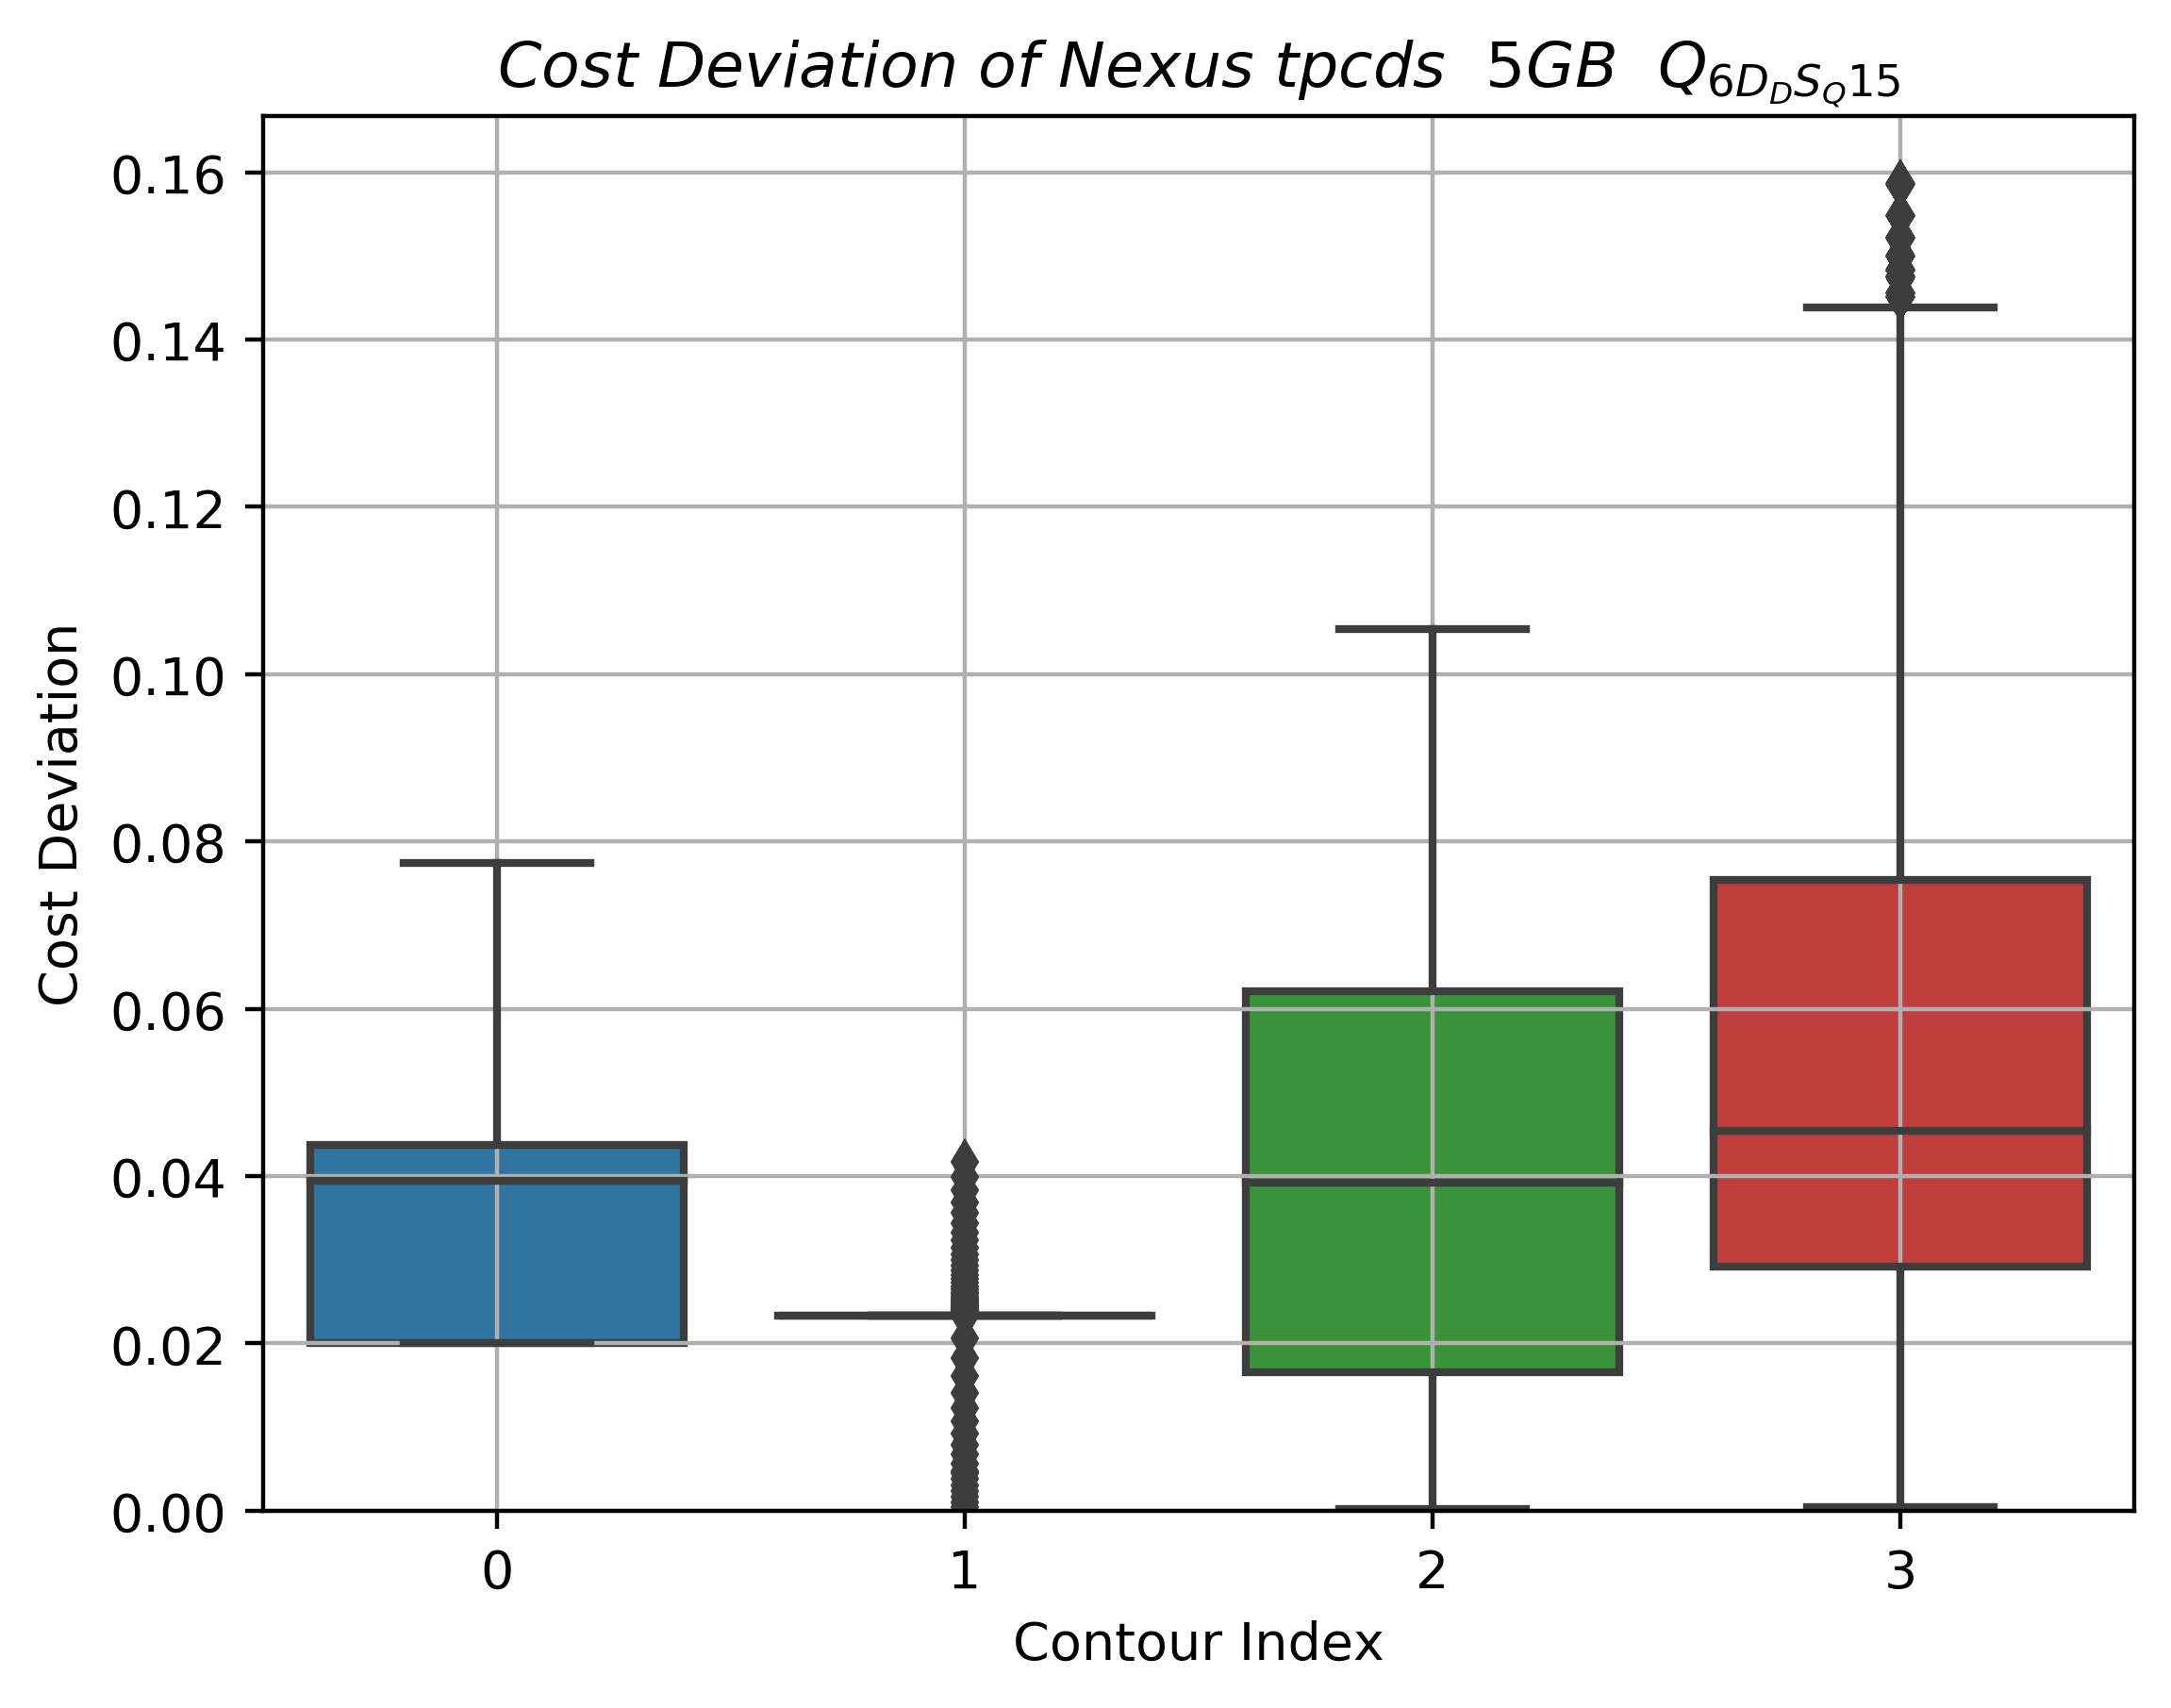 Cost Deviation of Nexus tpcds 5GB Q6DDSQ15
0.16
0.14
0.12
0.10
0.08
0.06
0.04
0.02
0.00
Cost Deviation
0 1 2 3
Contour Index